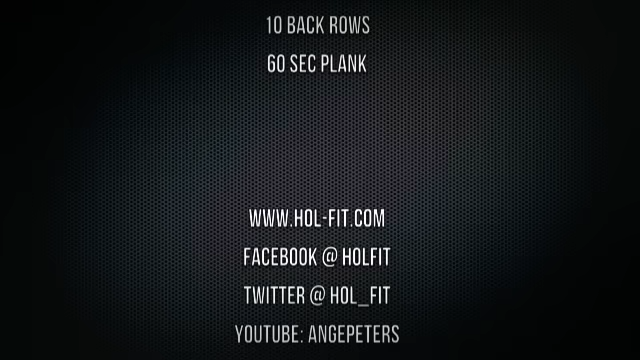 10 BACK ROWS
60 SEC PLANK
WWW.HOL-FIT.COM
FACEBOOK @ HOLFIT
TWITTER @ HOL_FIT
YOUTUBE: ANGEPETERS